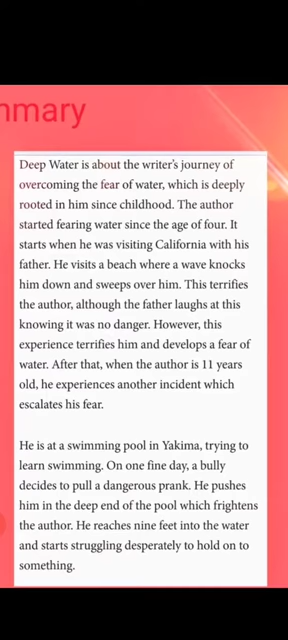 mmary
Deep Water is about the writer's journey of
overcoming the fear of water, which is deeply
rooted in him since childhood. The author
started fearing water since the age of four. It
starts when he was visiting California with his
father. He visits a beach where a wave knocks
him down and sweeps over him. This terrifies
the author, although the father laughs at this
knowing it was no danger. However, this
experience terrifies him and develops a fear of
water. After that, when the author is 11 years
old, he experiences another incident which
escalates his fear.
He is at a swimming pool in Yakima, trying to
learn swimming. On one fine day, a bully
decides to pull a dangerous prank. He pushes
him in the deep end of the pool which frightens
the author. He reaches nine feet into the water
and starts struggling desperately to hold on to
something.